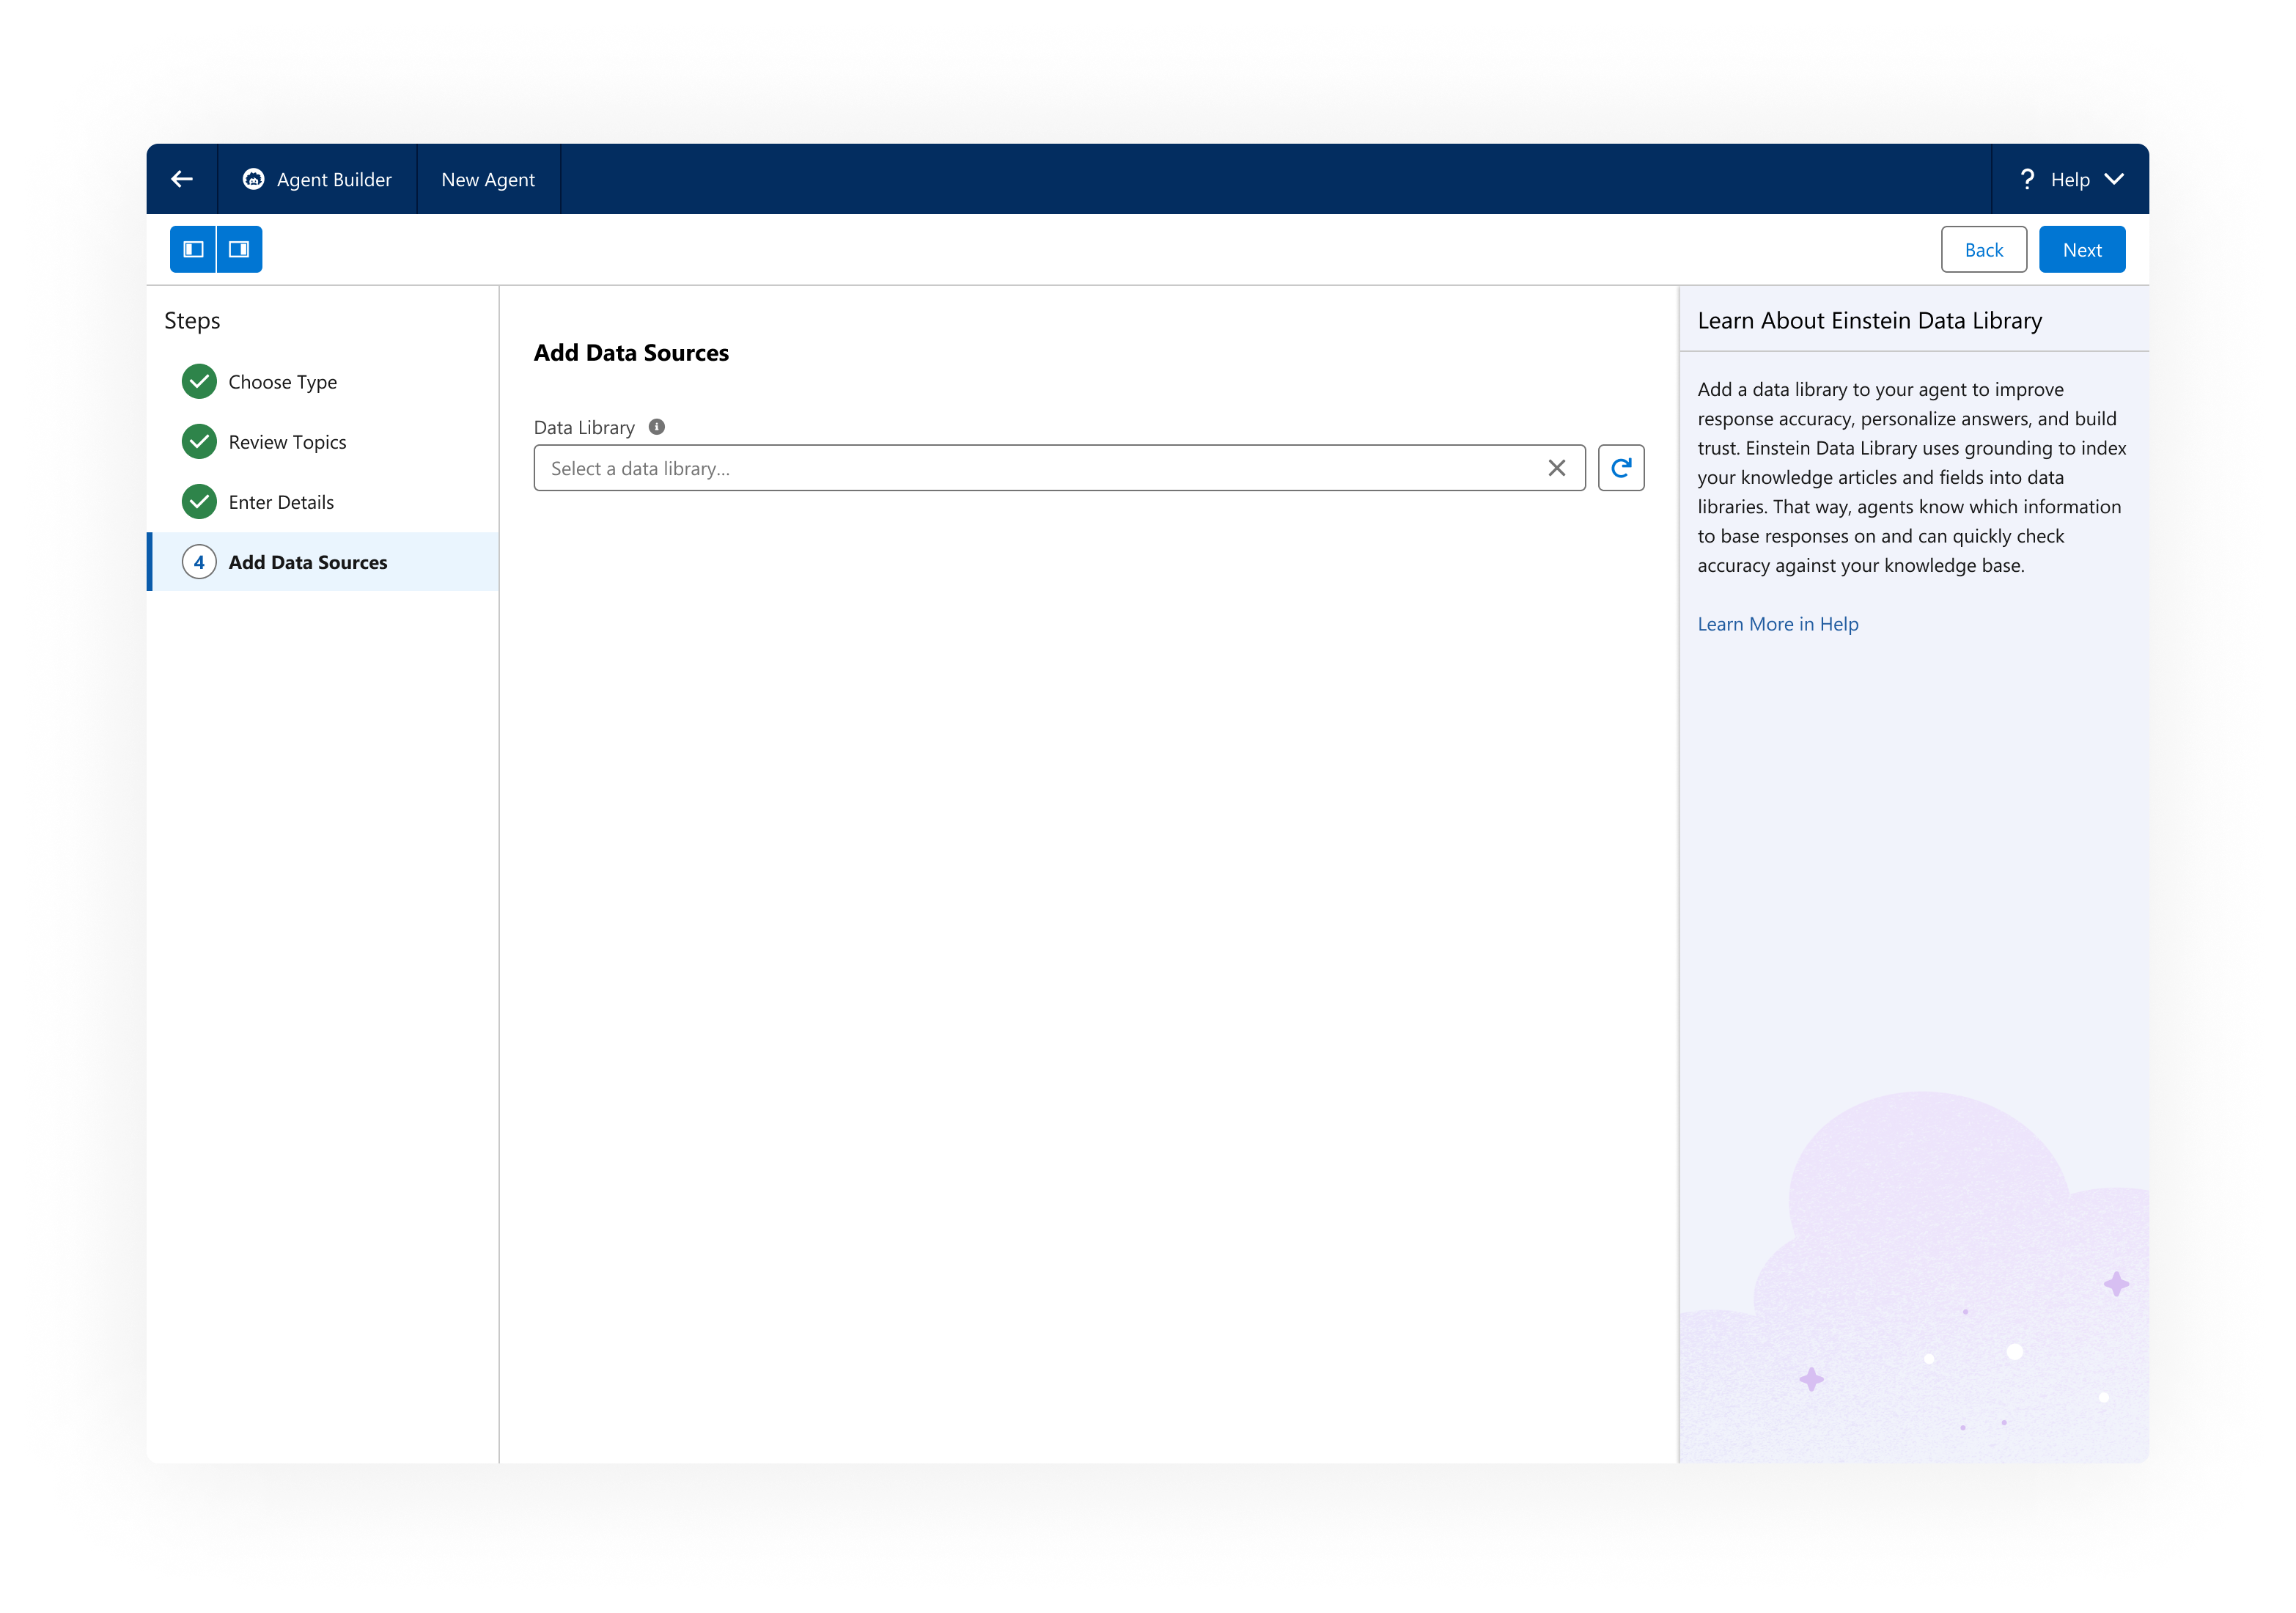 Agent Builder
New Agent
? Help
Back
Next
Steps
Choose Type
Review Topics
Enter Details
4 Add Data Sources
Add Data Sources
Data Library
Select a data library...
Learn About Einstein Data Library
Add a data library to your agent to improve
response accuracy, personalize answers, and build
trust. Einstein Data Library uses grounding to index
your knowledge articles and fields into data
libraries. That way, agents know which information
to base responses on and can quickly check
accuracy against your knowledge base.
Learn More in Help